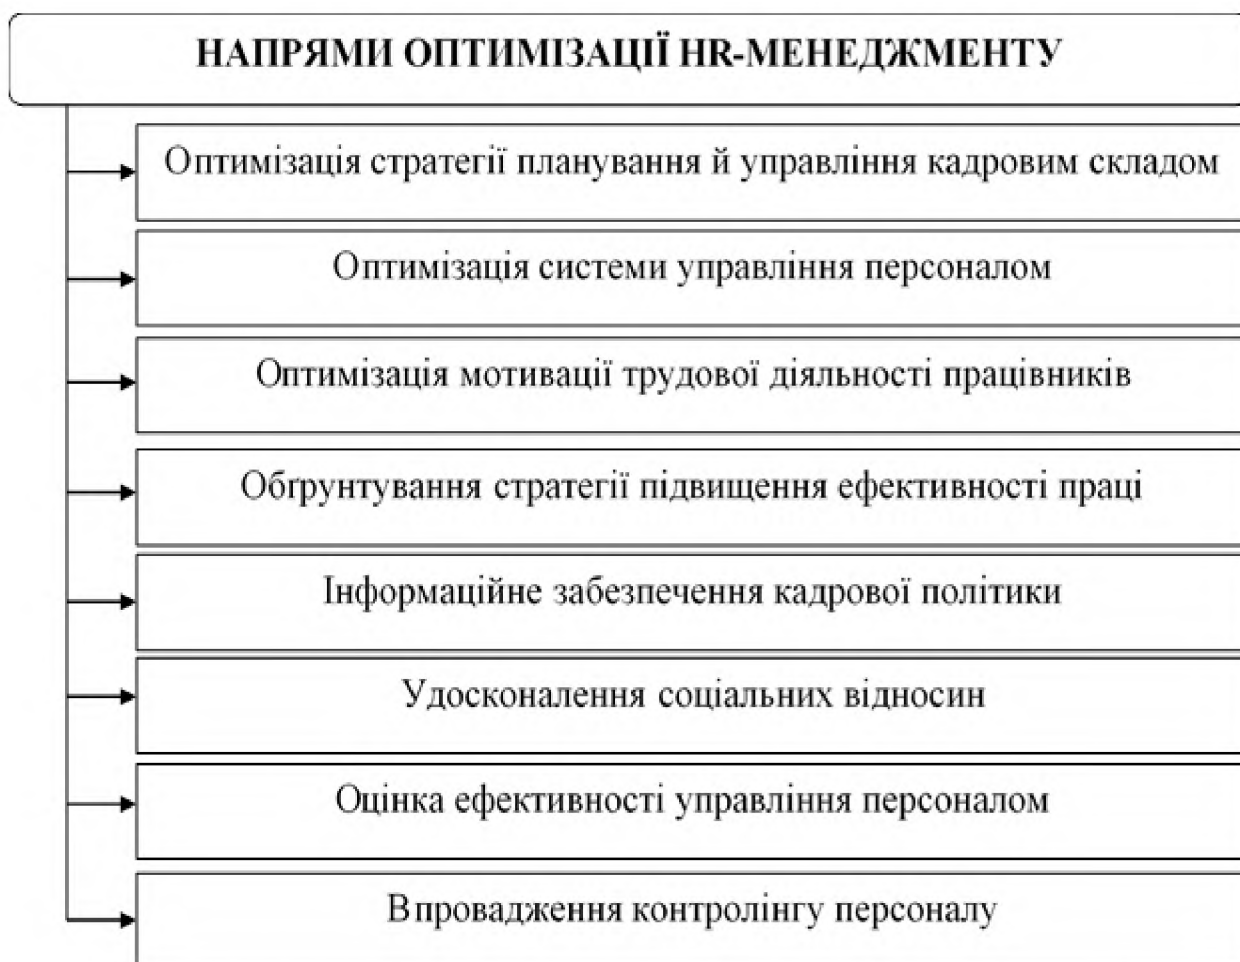 НАПРЯМИ ОПТИМІЗАЦІЇ HR-МЕНЕДЖМЕНТУ
Оптимізація стратегії планування й управління кадровим складом
Оптимізація системи управління персоналом
Оптимізація мотивації трудової діяльності працівників
Обґрунтування стратегії підвищення ефективності праці
Інформаційне забезпечення кадрової політики
Удосконалення соціальних відносин
Оцінка ефективності управління персоналом
Впровадження контролінгу персоналу